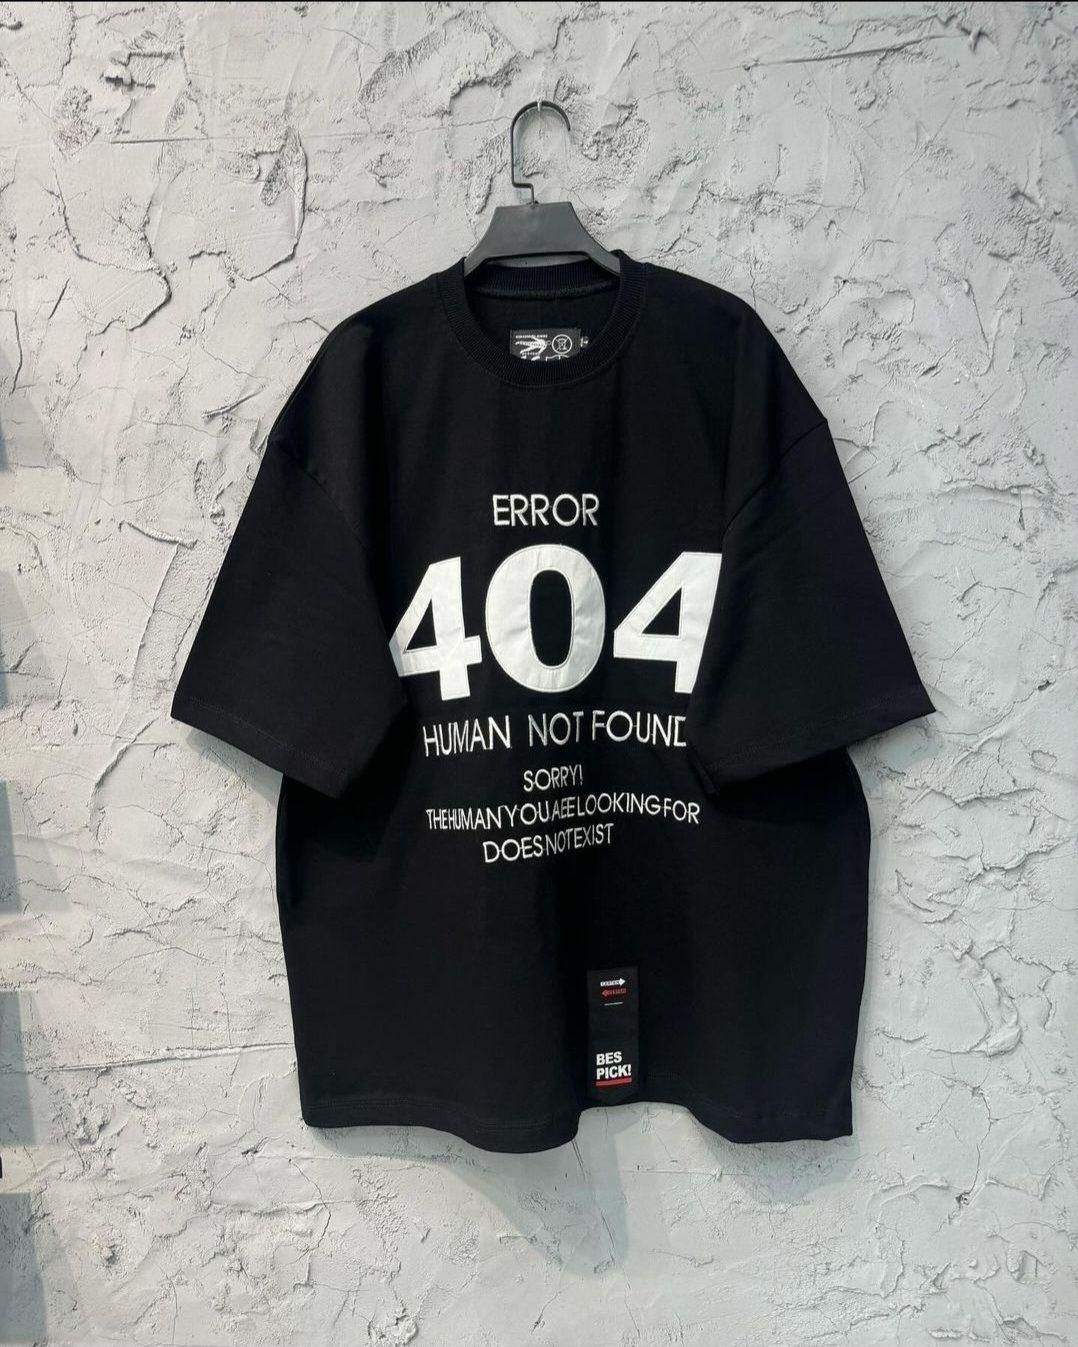 ERROR
404
HUMAN NOT FOUND
SORRY!
THE HUMAN YOU AEE LOOKING FOR
DOES NOT EXIST
BES
PICK!